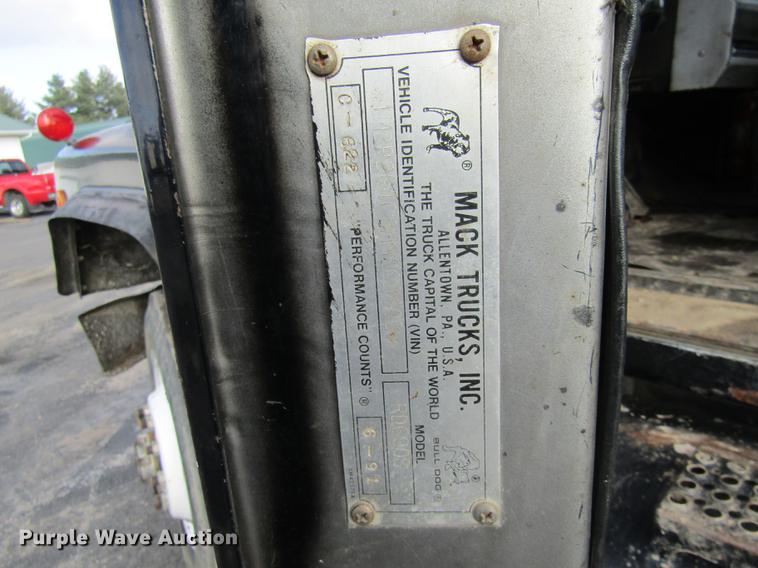 MACK TRUCKS, INC.
ALLENTOWN, PA., U.S.A.
THE TRUCK CAPITAL OF THE WORLD
BULL DOG ®
VEHICLE IDENTIFICATION NUMBER (VIN) MODEL
C-622 "PERFORMANCE COUNTS" ® 6-91
Purple Wave Auction